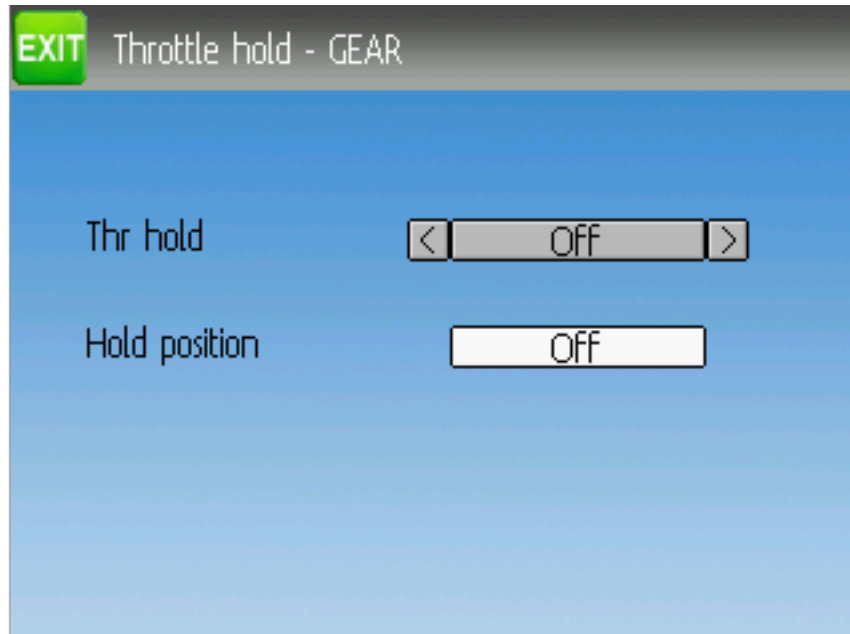 EXIT Throttle hold - GEAR
Thr hold < Off >
Hold position Off